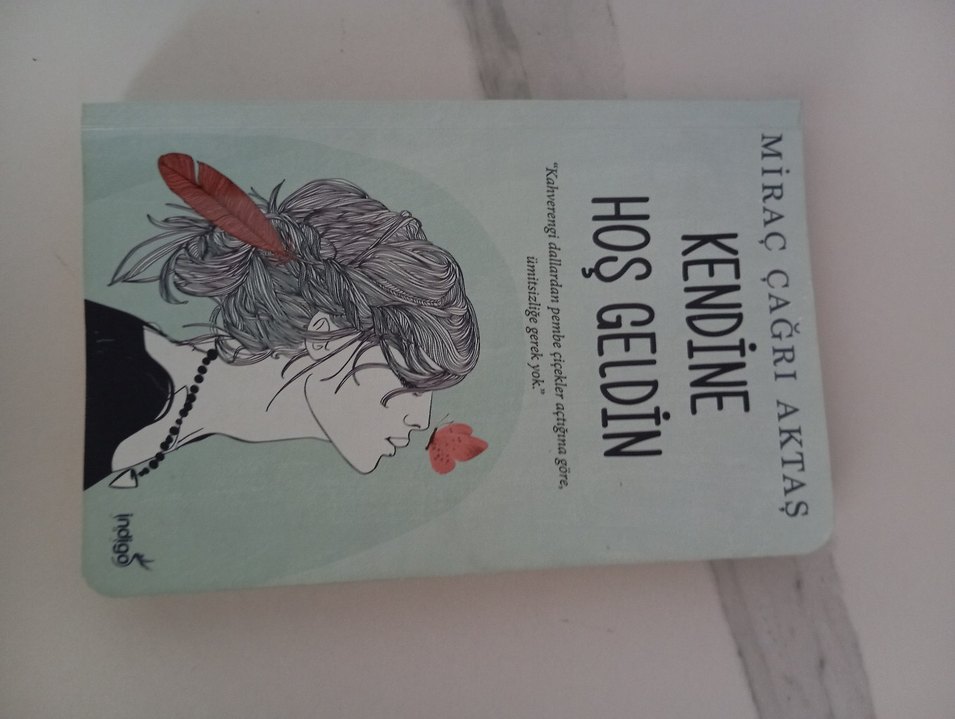 MİRAÇ ÇAĞRI AKTAŞ
KENDİNE
HOŞ GELDİN
“Kahverengi dallardan pembe çiçekler açtığına göre,
ümitsizliğe gerek yok.”
indigo